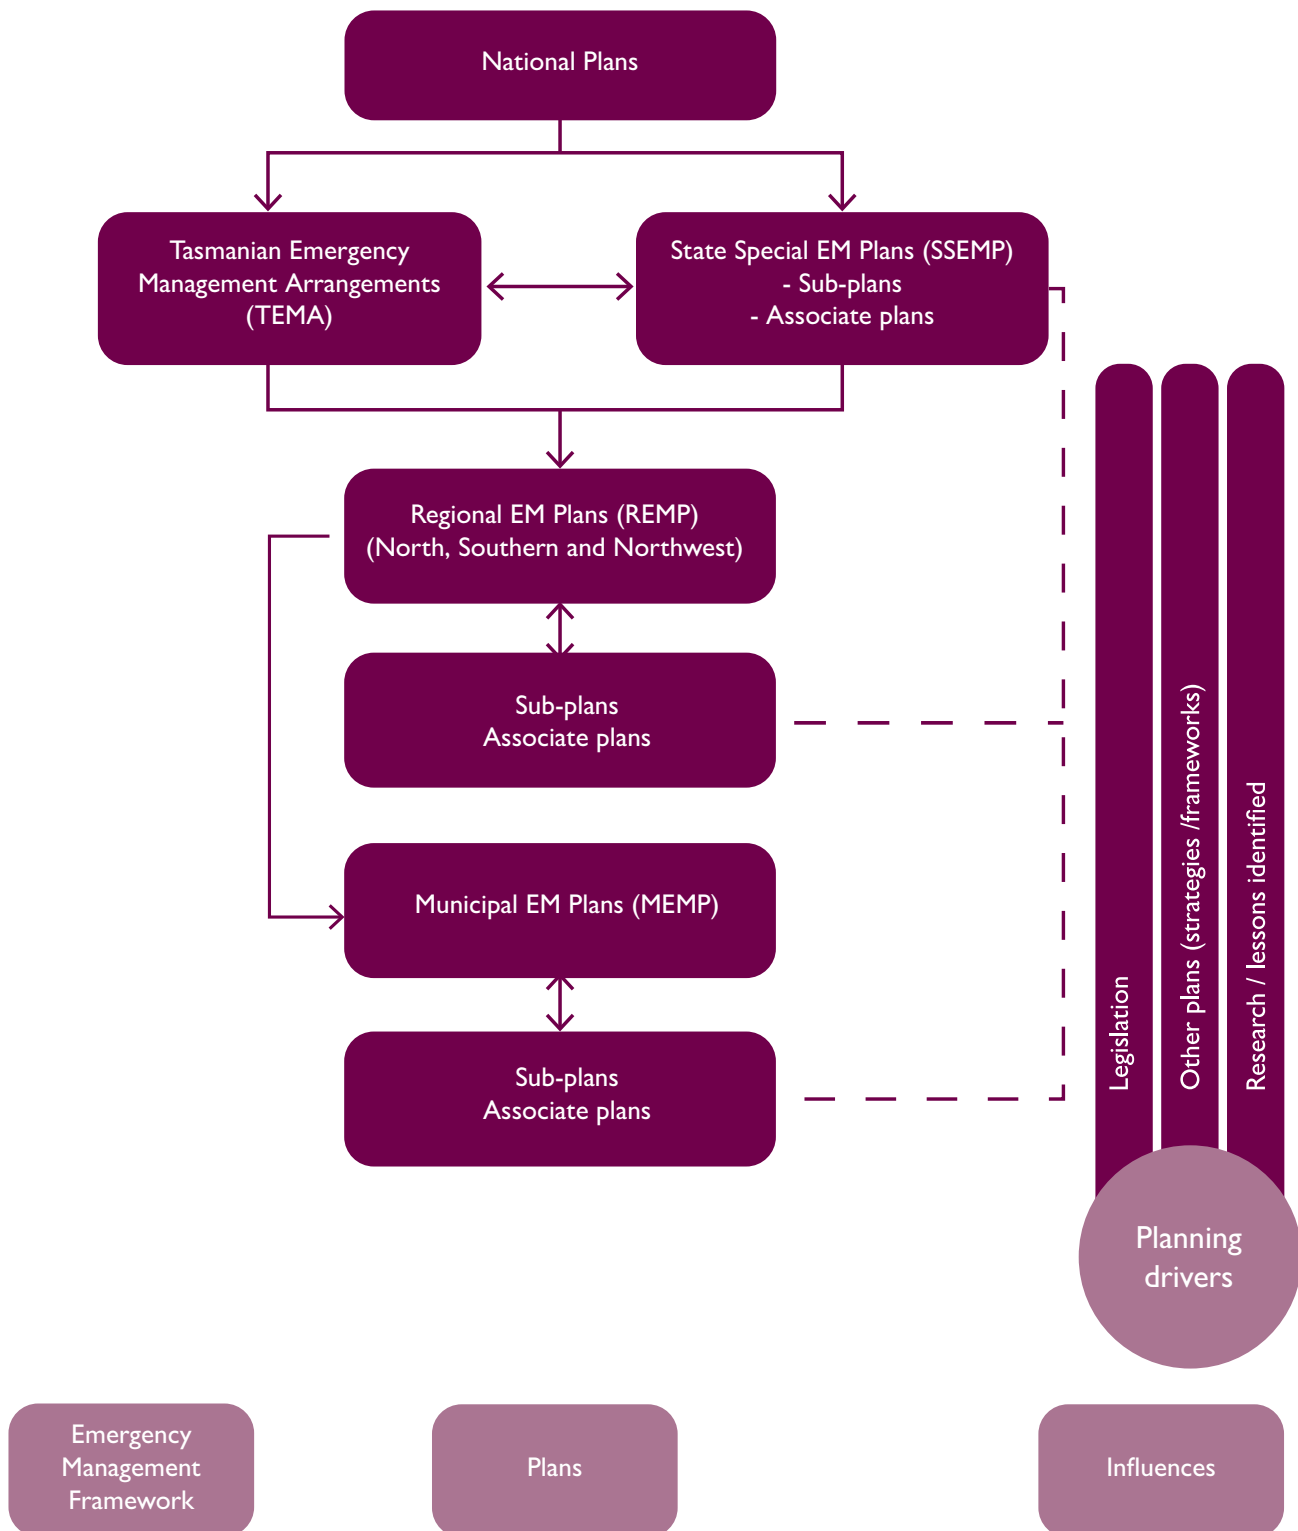 National Plans
Tasmanian Emergency
Management Arrangements
(TEMA)
State Special EM Plans (SSEMP)
- Sub-plans
- Associate plans
Regional EM Plans (REMP)
(North, Southern and Northwest)
Sub-plans
Associate plans
Municipal EM Plans (MEMP)
Sub-plans
Associate plans
Legislation
Other plans (strategies /frameworks)
Research / lessons identified
Planning
drivers
Emergency
Management
Framework
Plans
Influences